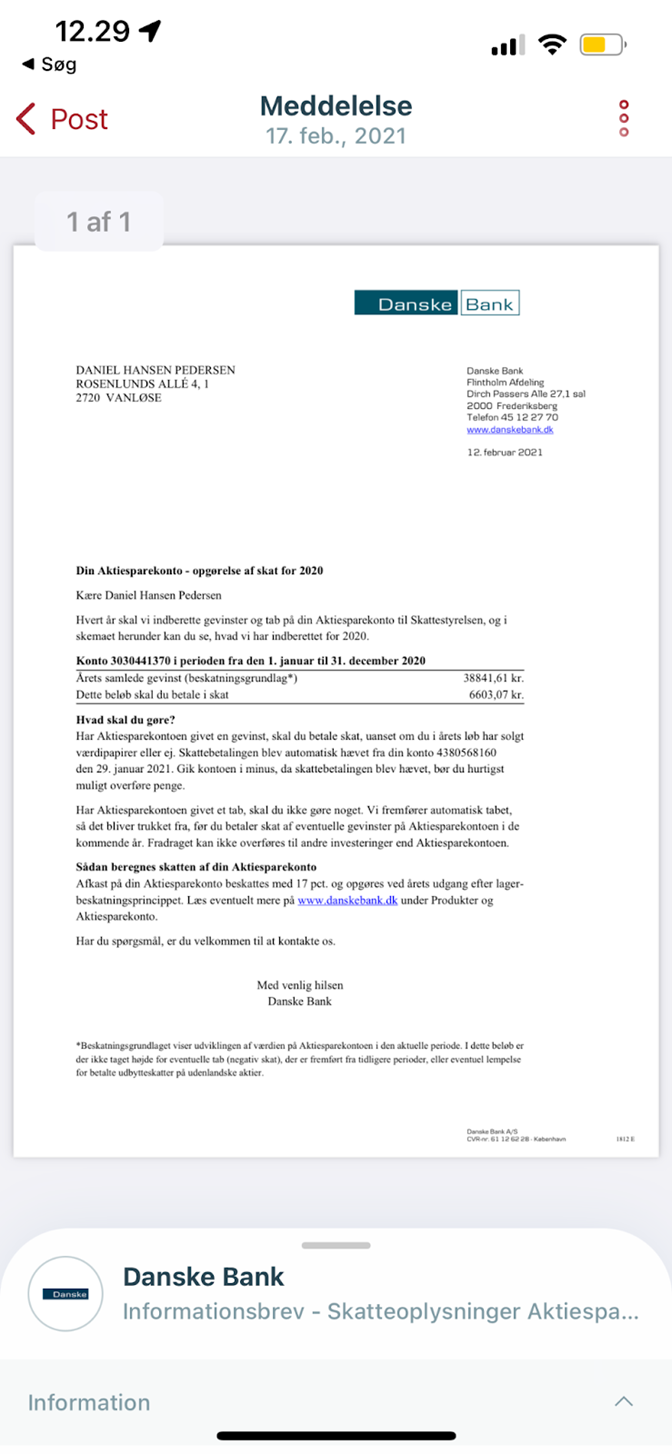 12.29
◀ Søg
Post
Meddelelse
17. feb., 2021
1 af 1
Danske Bank
DANIEL HANSEN PEDERSEN
ROSENLUNDS ALLÉ 4, 1
2720 VANLØSE
Danske Bank
Flintholm Afdeling
Dirch Passers Alle 27,1 sal
2000 Frederiksberg
Telefon 45 12 27 70
www.danskebank.dk
12. februar 2021
Din Aktiesparekonto - opgørelse af skat for 2020
Kære Daniel Hansen Pedersen
Hvert år skal vi indberette gevinster og tab på din Aktiesparekonto til Skattestyrelsen, og i
skemaet herunder kan du se, hvad vi har indberettet for 2020.
Konto 3030441370 i perioden fra den 1. januar til 31. december 2020
Årets samlede gevinst (beskatningsgrundlag*) 38841,61 kr.
Dette beløb skal du betale i skat 6603,07 kr.
Hvad skal du gøre?
Har Aktiesparekontoen givet en gevinst, skal du betale skat, uanset om du i årets løb har solgt
værdipapirer eller ej. Skattebetalingen blev automatisk hævet fra din konto 4380568160
den 29. januar 2021. Gik kontoen i minus, da skattebetalingen blev hævet, bør du hurtigst
muligt overføre penge.
Har Aktiesparekontoen givet et tab, skal du ikke gøre noget. Vi fremfører automatisk tabet,
så det bliver trukket fra, før du betaler skat af eventuelle gevinster på Aktiesparekontoen i de
kommende år. Fradraget kan ikke overføres til andre investeringer end Aktiesparekontoen.
Sådan beregnes skatten af din Aktiesparekonto
Afkast på din Aktiesparekonto beskattes med 17 pct. og opgøres ved årets udgang efter lager-
beskatningsprincippet. Læs eventuelt mere på www.danskebank.dk under Produkter og
Aktiesparekonto.
Har du spørgsmål, er du velkommen til at kontakte os.
Med venlig hilsen
Danske Bank
*Beskatningsgrundlaget viser udviklingen af værdien på Aktiesparekontoen i den aktuelle periode. I dette beløb er
der ikke taget højde for eventuelle tab (negativ skat), der er fremført fra tidligere perioder, eller eventuel lempelse
for betalte udbytteskatter på udenlandske aktier.
Danske Bank A/S
CVR-nr. 61 12 62 28 - København
1812 E
Danske
Danske Bank
Informationsbrev - Skatteoplysninger Aktiespa...
Information